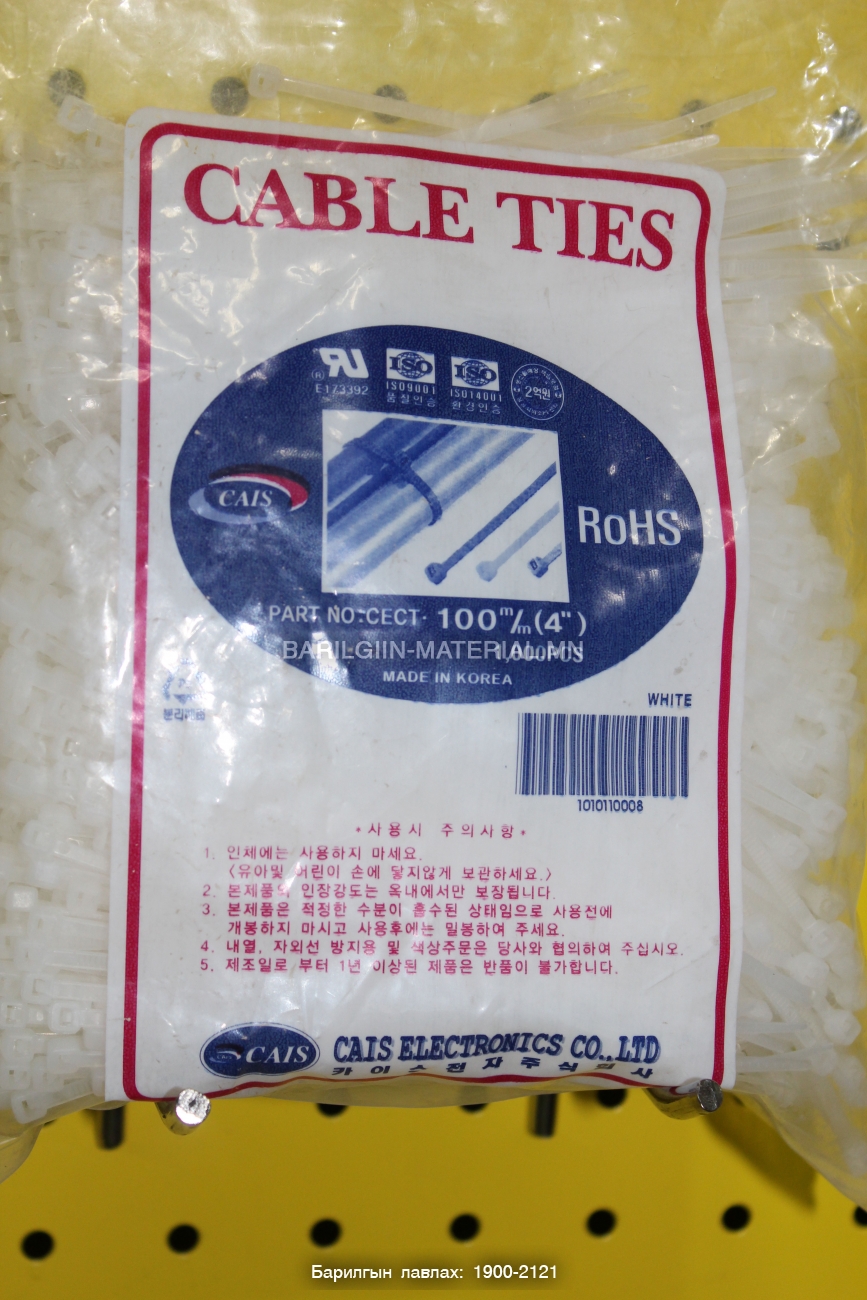 CABLE TIES
(R)
E173392
ISO
ISO9001
품질인증
ISO
ISO14001
환경인증
2억원
CAIS
RoHS
PART NO:CECT- 100 m/m (4")
BARILGIIN-MATERIAL.MN
1,000PCS
MADE IN KOREA
WHITE
1010110008
*사용시 주의사항*
1. 인체에는 사용하지 마세요.
〈유아및 어린이 손에 닿지않게 보관하세요.〉
2. 본제품의 인장강도는 옥내에서만 보장됩니다.
3. 본제품은 적정한 수분이 흡수된 상태임으로 사용전에
개봉하지 마시고 사용후에는 밀봉하여 주세요.
4. 내열, 자외선 방지용 및 색상주문은 당사와 협의하여 주십시오.
5. 제조일로 부터 1년 이상된 제품은 반품이 불가합니다.
CAIS
CAIS ELECTRONICS CO.,LTD
카이스전자주식회사
Барилгын лавлах: 1900-2121